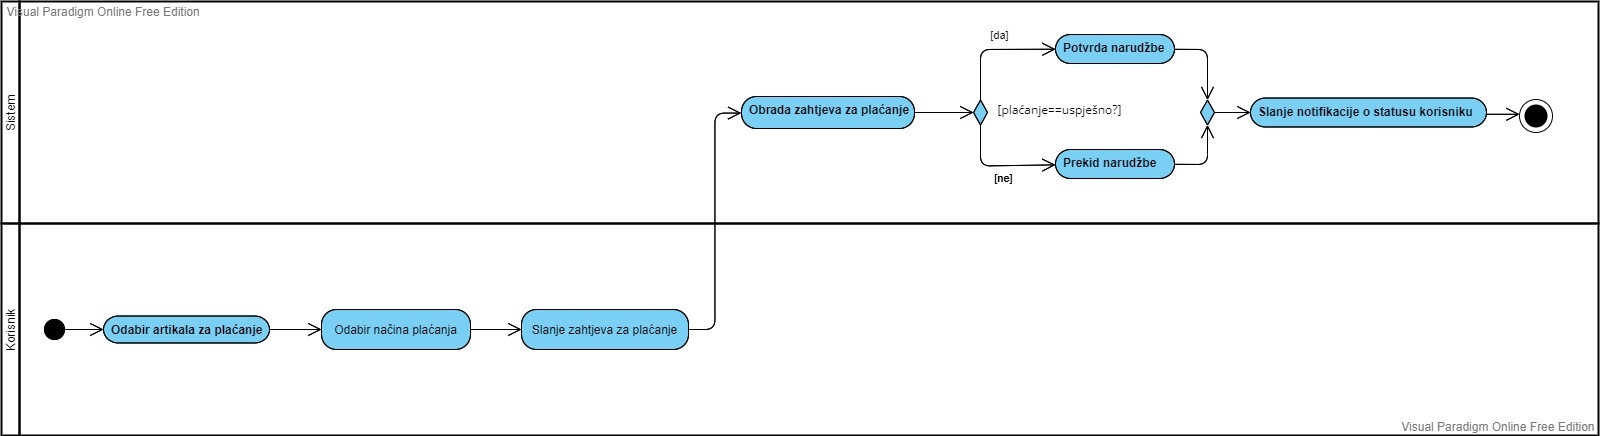 Visual Paradigm Online Free Edition
Sistem
[da]
Potvrda narudžbe
Obrada zahtjeva za plaćanje
[plaćanje==uspješno?]
Slanje notifikacije o statusu korisniku
Prekid narudžbe
[ne]
Korisnik
Odabir artikala za plaćanje
Odabir načina plaćanja
Slanje zahtjeva za plaćanje
Visual Paradigm Online Free Edition